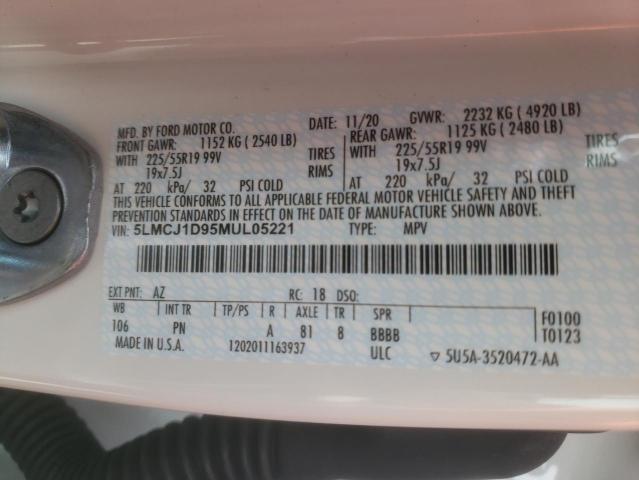 MFD. BY FORD MOTOR CO. DATE: 11/20 GVWR: 2232 KG ( 4920 LB)
FRONT GAWR: 1152 KG ( 2540 LB) REAR GAWR: 1125 KG ( 2480 LB)
WITH 225/55R19 99V TIRES WITH 225/55R19 99V TIRES
19x7.5J RIMS 19x7.5J RIMS
AT 220 kPa/ 32 PSI COLD AT 220 kPa/ 32 PSI COLD
THIS VEHICLE CONFORMS TO ALL APPLICABLE FEDERAL MOTOR VEHICLE SAFETY AND THEFT
PREVENTION STANDARDS IN EFFECT ON THE DATE OF MANUFACTURE SHOWN ABOVE.
VIN: 5LMCJ1D95MUL05221 TYPE: MPV
EXT PNT: AZ RC: 18 DSO:
WB INT TR TP/PS R AXLE TR SPR F0100
106 PN A 81 8 BBBB T0123
MADE IN U.S.A. 1202011163937 ULC ▽ 5U5A-3520472-AA